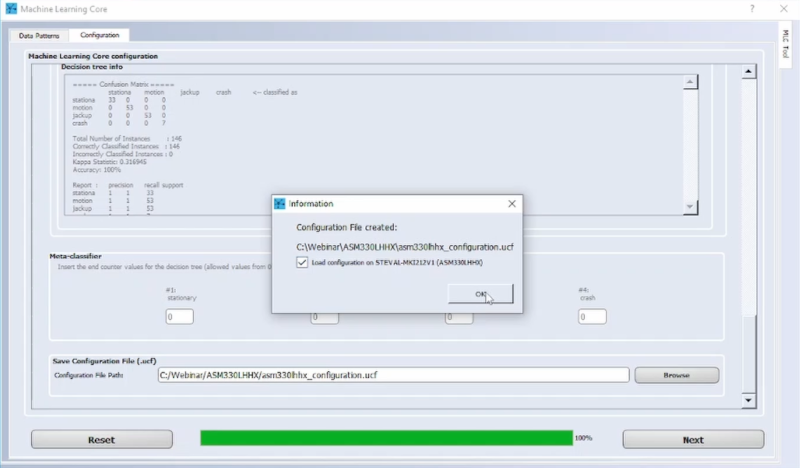 Machine Learning Core
Data Patterns
Configuration
MLC Tool
Machine Learning Core configuration
Decision tree info
===== Confusion Matrix =====
stationa motion jackup crash <-- classified as
stationa 33 0 0 0
motion 0 53 0 0
jackup 0 0 53 0
crash 0 0 0 7
Total Number of Instances : 146
Correctly Classified Instances : 146
Incorrectly Classified Instances : 0
Kappa Statistic: 0.316945
Accuracy: 100%
Report : precision recall support
stationa 1 1 33
motion 1 1 53
jackup 1 1 53
Information
Configuration File created:
C:\Webinar\ASM330LHHX\asm330lhhx_configuration.ucf
Load configuration on STEVAL-MKI212V1 (ASM330LHHX)
OK
Meta-classifier
Insert the end counter values for the decision tree (allowed values from 0
#1:
stationary
#4:
crash
0
0
0
0
Save Configuration File (.ucf)
Configuration File Path:
C:/Webinar/ASM330LHHX/asm330lhhx_configuration.ucf
Browse
Reset
100%
Next